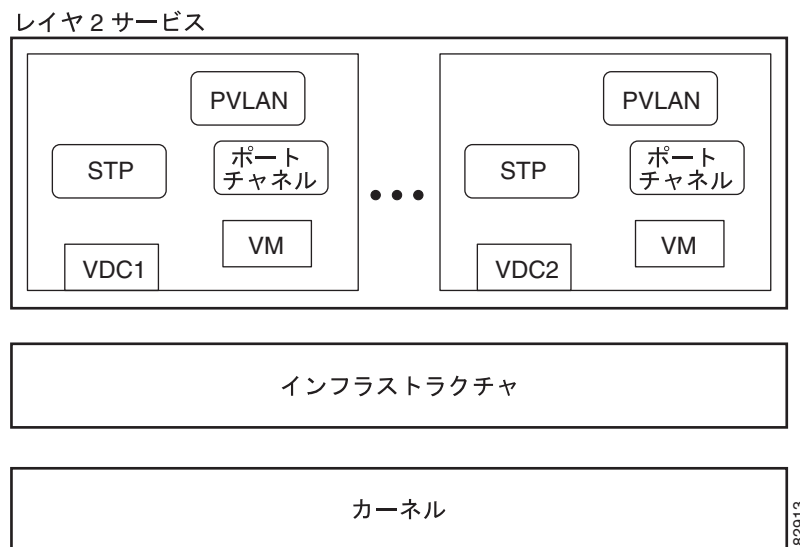 レイヤ 2 サービス
PVLAN
STP
ポート
チャネル
VM
VDC1
•••
PVLAN
STP
ポート
チャネル
VM
VDC2
インフラストラクチャ
カーネル